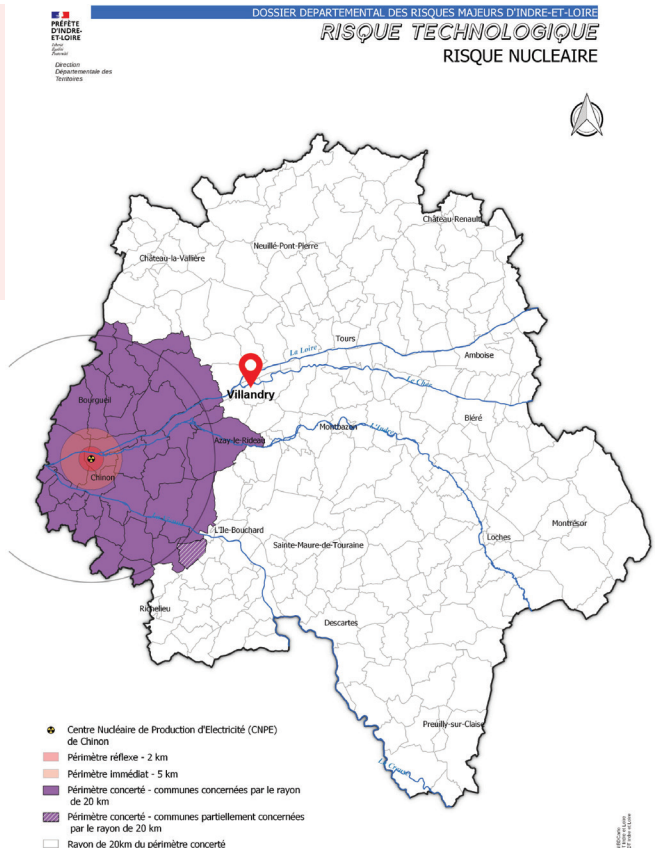 DOSSIER DEPARTEMENTAL DES RISQUES MAJEURS D'INDRE-ET-LOIRE
RISQUE TECHNOLOGIQUE
RISQUE NUCLEAIRE
PRÉFÈTE
D'INDRE-
ET-LOIRE
Liberté
Égalité
Fraternité
Direction
Départementale des
Territoires
Château-Renault
Neuillé-Pont-Pierre
Château-la-Vallière
Tours
La Loire
Amboise
Le Cher
Villandry
Bourgueil
Bléré
Montbazon
L'Indre
Azay-le-Rideau
Chinon
Montrésor
L'Ile-Bouchard
Loches
Sainte-Maure-de-Touraine
Richelieu
Descartes
Preuilly-sur-Claise
La Creuse
Centre Nucléaire de Production d'Electricité (CNPE)
de Chinon
Périmètre réflexe - 2 km
Périmètre immédiat - 5 km
Périmètre concerté - communes concernées par le rayon
de 20 km
Périmètre concerté - communes partiellement concernées
par le rayon de 20 km
Rayon de 20km du périmètre concerté